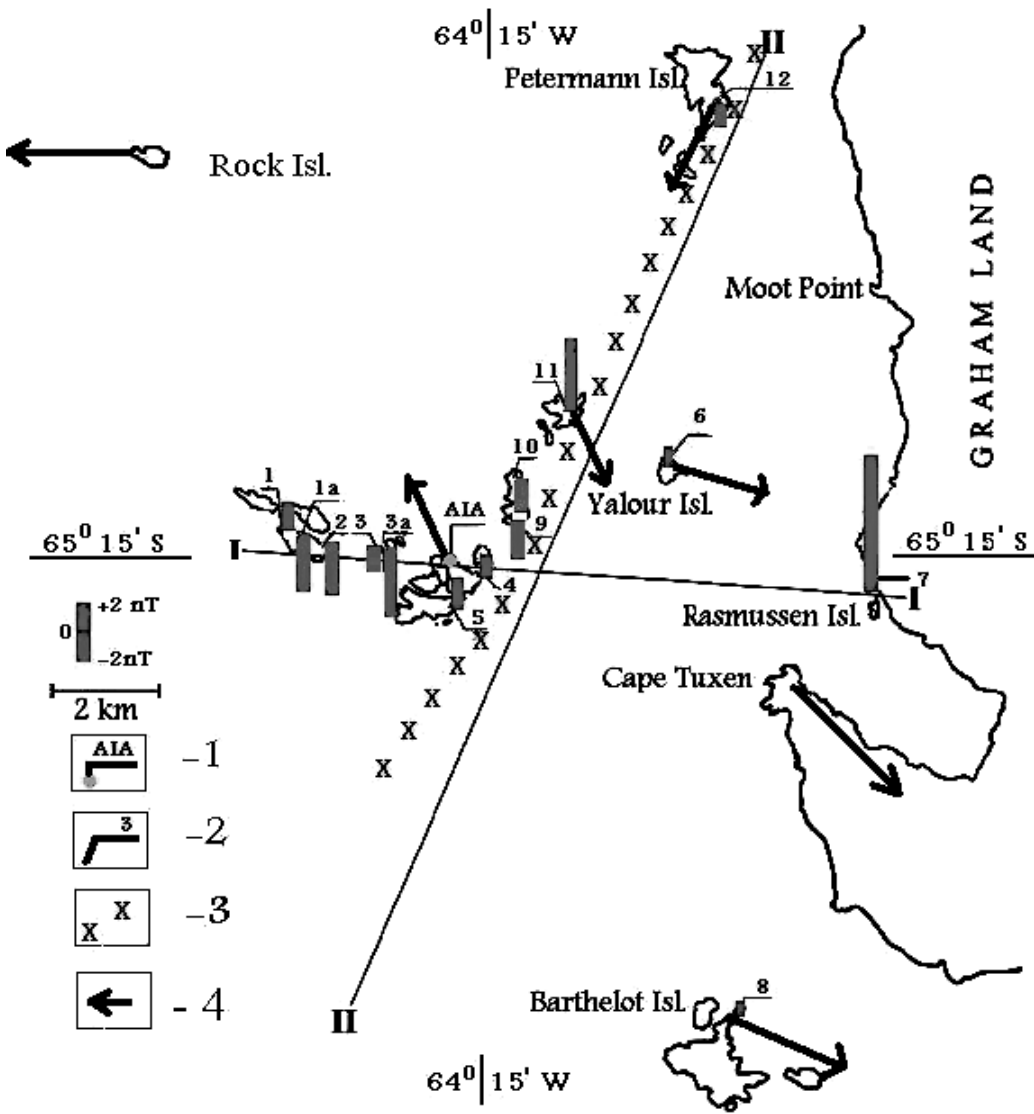 64⁰ 15' W
II
Petermann Isl.
12
Rock Isl.
GRAHAM LAND
Moot Point
11
6
10
1
1a
AIA
Yalour Isl.
2
3
3a
9
65⁰ 15' S
I
65⁰ 15' S
4
7
I
5
+2 nT
0
-2nT
Rasmussen Isl.
Cape Tuxen
2 km
AIA
-1
3
-2
X
X
-3
- 4
Barthelot Isl.
8
II
64⁰ 15' W